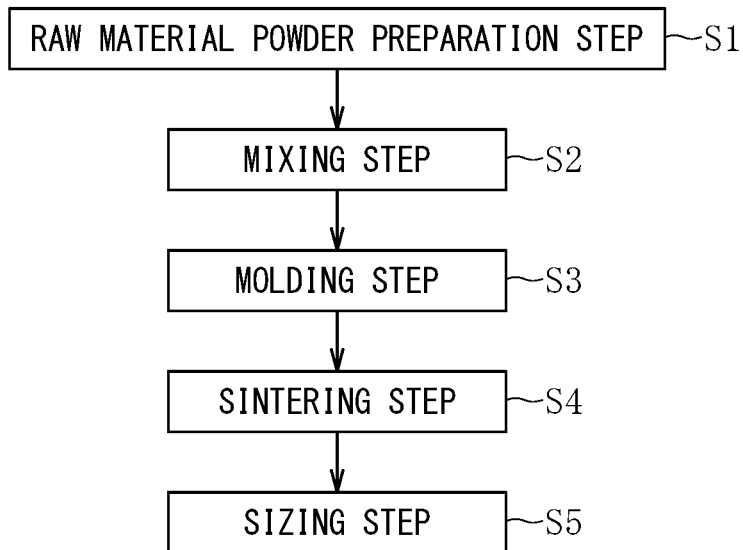 RAW MATERIAL POWDER PREPARATION STEP S1
MIXING STEP S2
MOLDING STEP S3
SINTERING STEP S4
SIZING STEP S5